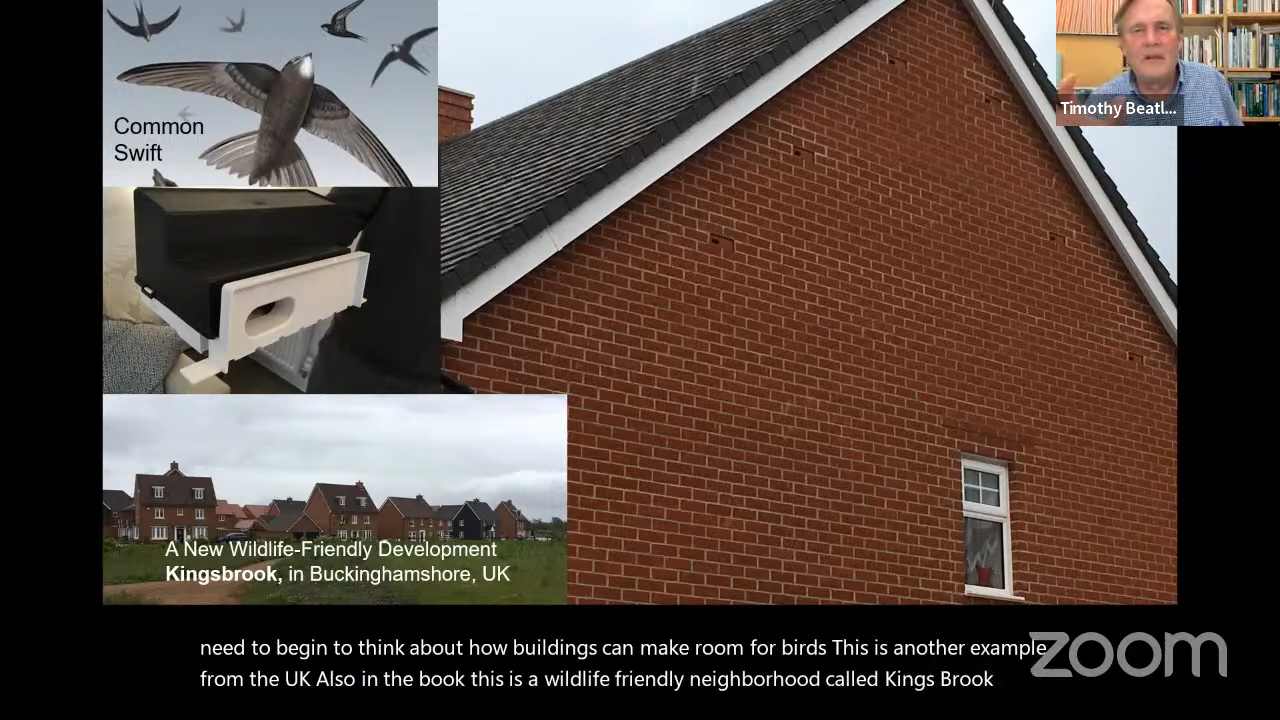 Common
Swift
Timothy Beatl...
A New Wildlife-Friendly Development
Kingsbrook, in Buckinghamshore, UK
need to begin to think about how buildings can make room for birds This is another example
from the UK Also in the book this is a wildlife friendly neighborhood called Kings Brook
zoom